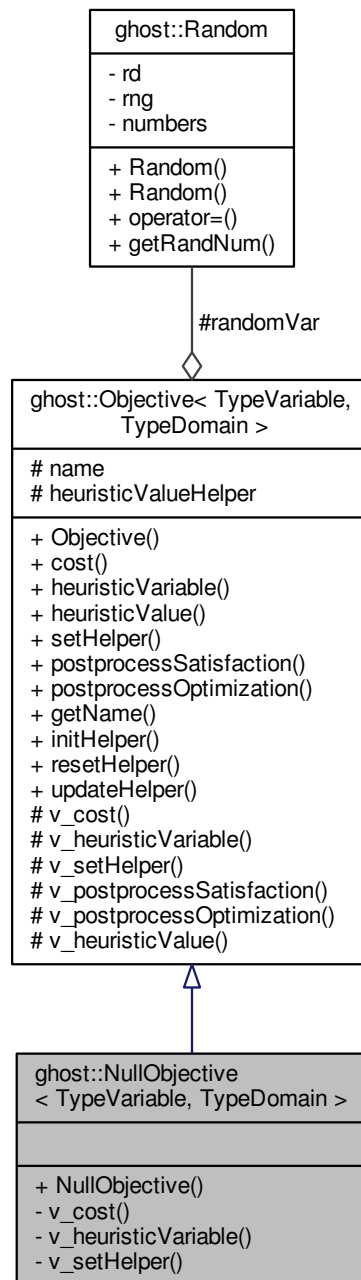 ghost::Random
- rd
- rng
- numbers
+ Random()
+ Random()
+ operator=()
+ getRandNum()
#randomVar
ghost::Objective< TypeVariable,
TypeDomain >
# name
# heuristicValueHelper
+ Objective()
+ cost()
+ heuristicVariable()
+ heuristicValue()
+ setHelper()
+ postprocessSatisfaction()
+ postprocessOptimization()
+ getName()
+ initHelper()
+ resetHelper()
+ updateHelper()
# v_cost()
# v_heuristicVariable()
# v_setHelper()
# v_postprocessSatisfaction()
# v_postprocessOptimization()
# v_heuristicValue()
ghost::NullObjective
< TypeVariable, TypeDomain >
+ NullObjective()
- v_cost()
- v_heuristicVariable()
- v_setHelper()